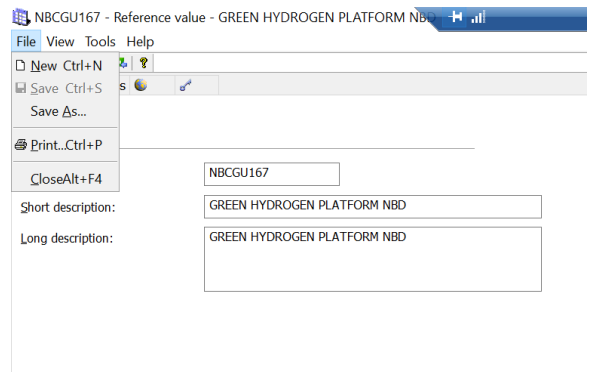 NBCGU167 - Reference value - GREEN HYDROGEN PLATFORM NBD
File View Tools Help
New Ctrl+N
Save Ctrl+S
s
Save As...
Print...Ctrl+P
CloseAlt+F4
NBCGU167
Short description:
GREEN HYDROGEN PLATFORM NBD
Long description:
GREEN HYDROGEN PLATFORM NBD